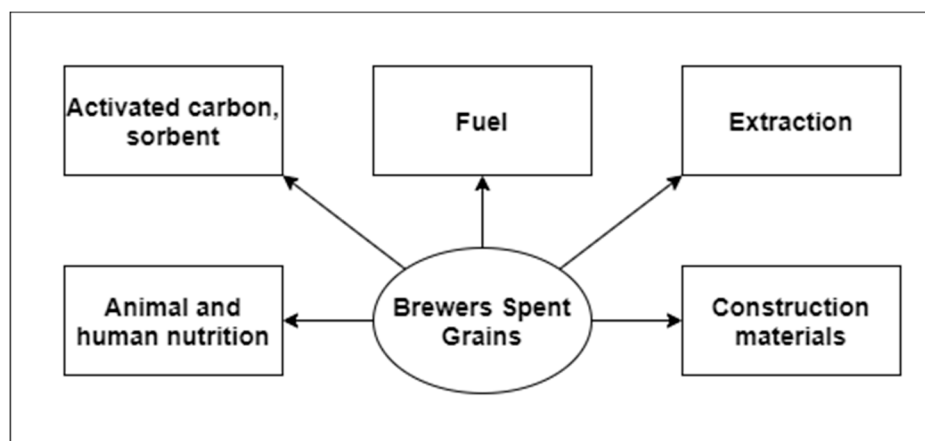 Activated carbon,
sorbent
Fuel
Extraction
Animal and
human nutrition
Brewers Spent
Grains
Construction
materials